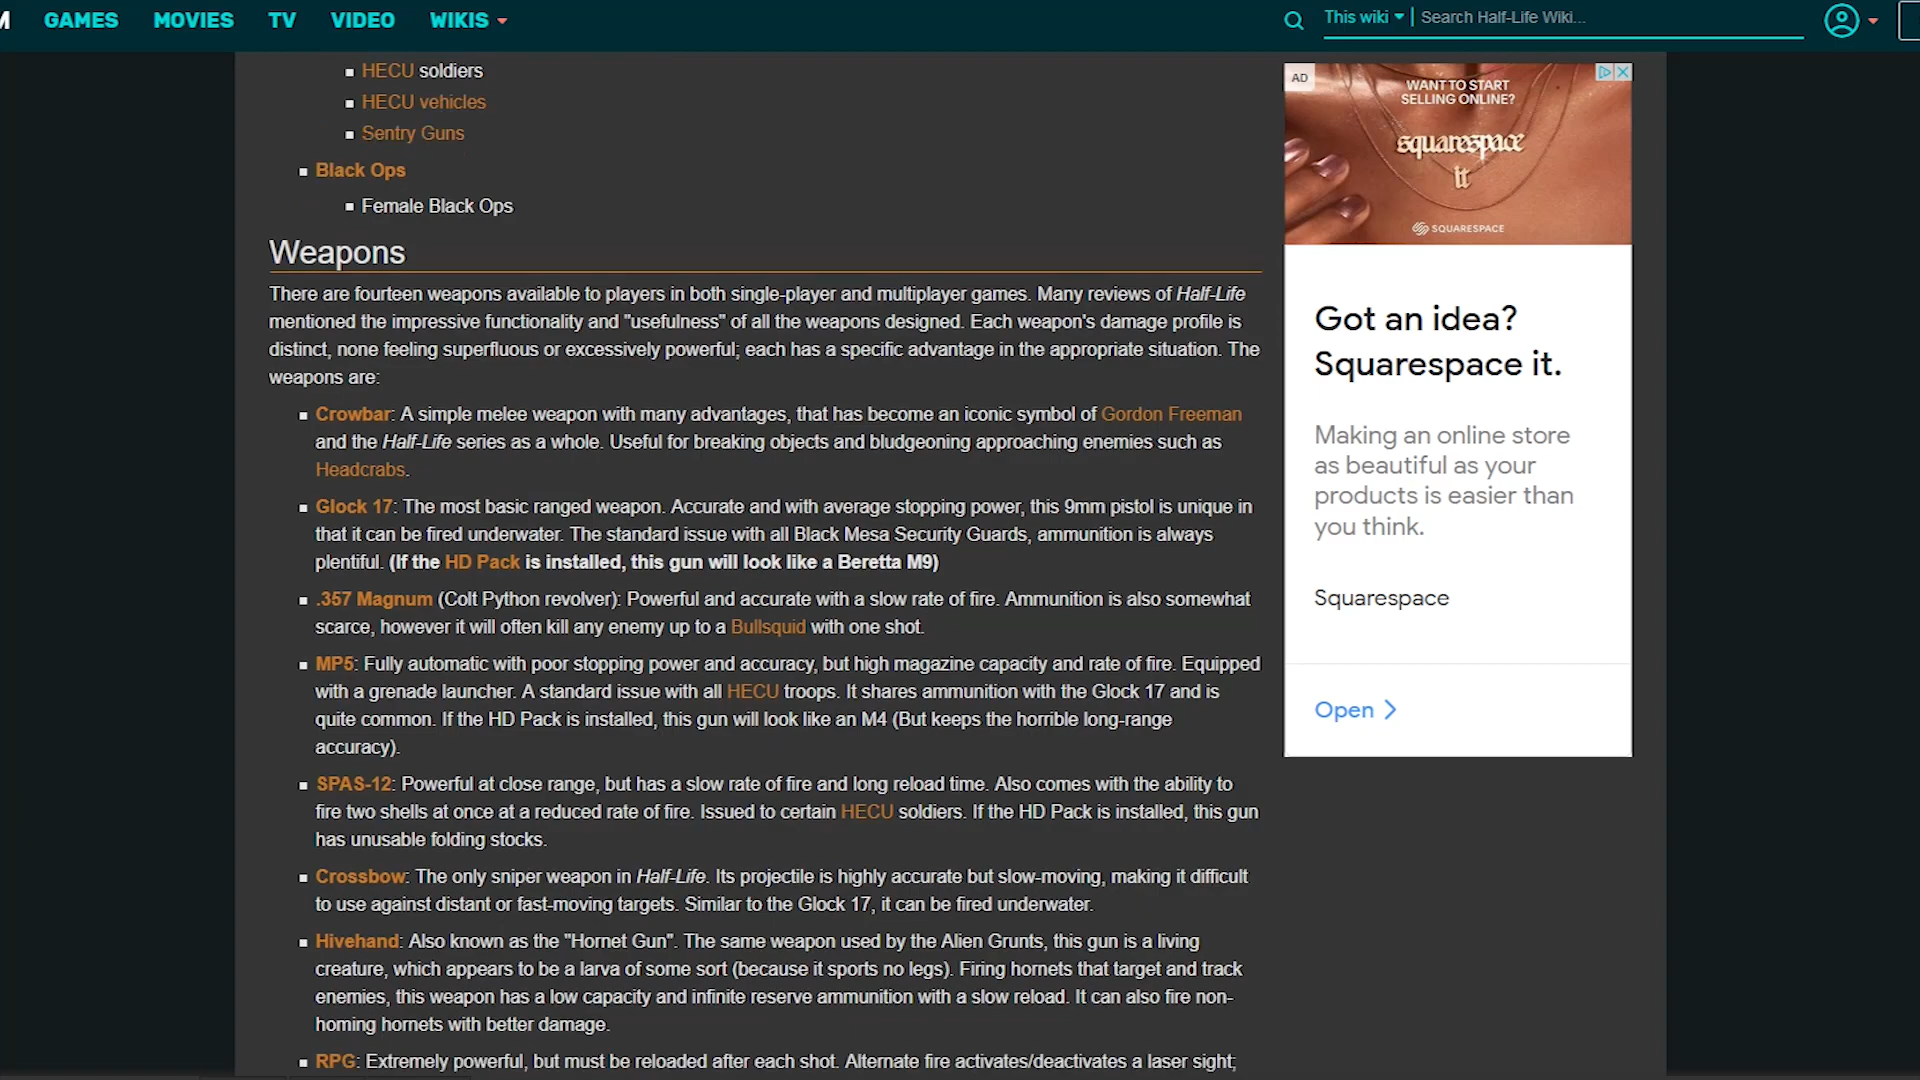 M GAMES MOVIES TV VIDEO WIKIS This wiki Search Half-Life Wiki...
HECU soldiers
HECU vehicles
Sentry Guns
Black Ops
Female Black Ops
Weapons
There are fourteen weapons available to players in both single-player and multiplayer games. Many reviews of Half-Life
mentioned the impressive functionality and "usefulness" of all the weapons designed. Each weapon's damage profile is
distinct, none feeling superfluous or excessively powerful; each has a specific advantage in the appropriate situation. The
weapons are:
Crowbar: A simple melee weapon with many advantages, that has become an iconic symbol of Gordon Freeman
and the Half-Life series as a whole. Useful for breaking objects and bludgeoning approaching enemies such as
Headcrabs.
Glock 17: The most basic ranged weapon. Accurate and with average stopping power, this 9mm pistol is unique in
that it can be fired underwater. The standard issue with all Black Mesa Security Guards, ammunition is always
plentiful. (If the HD Pack is installed, this gun will look like a Beretta M9)
.357 Magnum (Colt Python revolver): Powerful and accurate with a slow rate of fire. Ammunition is also somewhat
scarce, however it will often kill any enemy up to a Bullsquid with one shot.
MP5: Fully automatic with poor stopping power and accuracy, but high magazine capacity and rate of fire. Equipped
with a grenade launcher. A standard issue with all HECU troops. It shares ammunition with the Glock 17 and is
quite common. If the HD Pack is installed, this gun will look like an M4 (But keeps the horrible long-range
accuracy).
SPAS-12: Powerful at close range, but has a slow rate of fire and long reload time. Also comes with the ability to
fire two shells at once at a reduced rate of fire. Issued to certain HECU soldiers. If the HD Pack is installed, this gun
has unusable folding stocks.
Crossbow: The only sniper weapon in Half-Life. Its projectile is highly accurate but slow-moving, making it difficult
to use against distant or fast-moving targets. Similar to the Glock 17, it can be fired underwater.
Hivehand: Also known as the "Hornet Gun". The same weapon used by the Alien Grunts, this gun is a living
creature, which appears to be a larva of some sort (because it sports no legs). Firing hornets that target and track
enemies, this weapon has a low capacity and infinite reserve ammunition with a slow reload. It can also fire non-
homing hornets with better damage.
RPG: Extremely powerful, but must be reloaded after each shot. Alternate fire activates/deactivates a laser sight;
AD
WANT TO START
SELLING ONLINE?
squarespace
it
SQUARESPACE
Got an idea?
Squarespace it.
Making an online store
as beautiful as your
products is easier than
you think.
Squarespace
Open